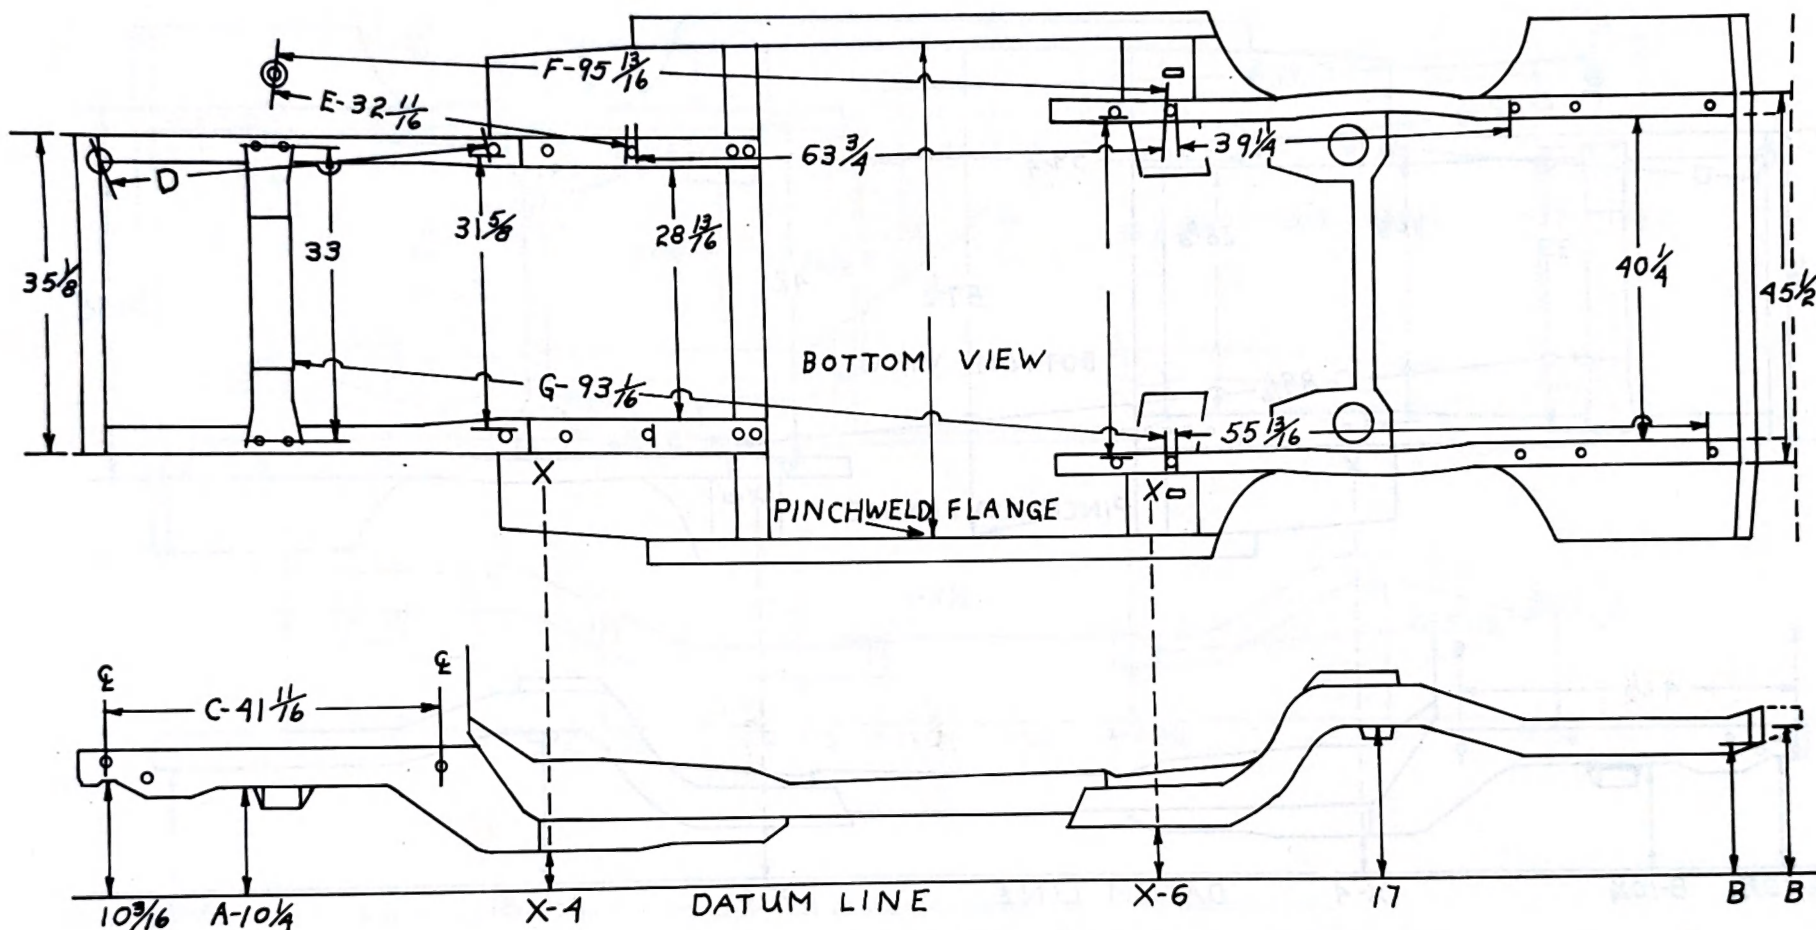 F-95 13/16
E-32 11/16
D
63 3/4
39 1/4
35 1/8
33
31 5/8
28 13/16
40 1/4
45 1/2
BOTTOM VIEW
G-93 1/16
55 13/16
X
X
PINCHWELD FLANGE
℄
℄
C-41 11/16
10 3/16
A-10 1/4
X-4
DATUM LINE
X-6
17
B
B